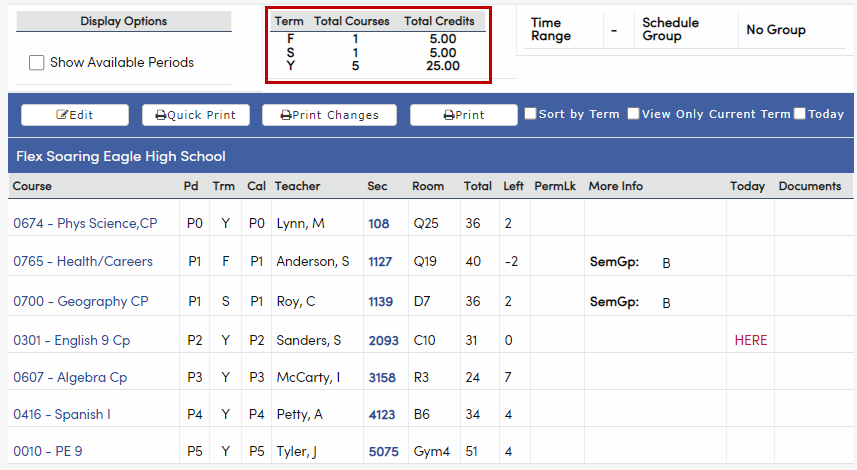 Display Options
Show Available Periods
Term Total Courses Total Credits
F 1 5.00
S 1 5.00
Y 5 25.00
Time Range - Schedule Group No Group
Edit Quick Print Print Changes Print Sort by Term View Only Current Term Today
Flex Soaring Eagle High School
Course Pd Trm Cal Teacher Sec Room Total Left PermLk More Info Today Documents
0674 - Phys Science,CP P0 Y P0 Lynn, M 108 Q25 36 2
0765 - Health/Careers P1 F P1 Anderson, S 1127 Q19 40 -2 SemGp: B
0700 - Geography CP P1 S P1 Roy, C 1139 D7 36 2 SemGp: B
0301 - English 9 Cp P2 Y P2 Sanders, S 2093 C10 31 0 HERE
0607 - Algebra Cp P3 Y P3 McCarty, I 3158 R3 24 7
0416 - Spanish I P4 Y P4 Petty, A 4123 B6 34 4
0010 - PE 9 P5 Y P5 Tyler, J 5075 Gym4 51 4